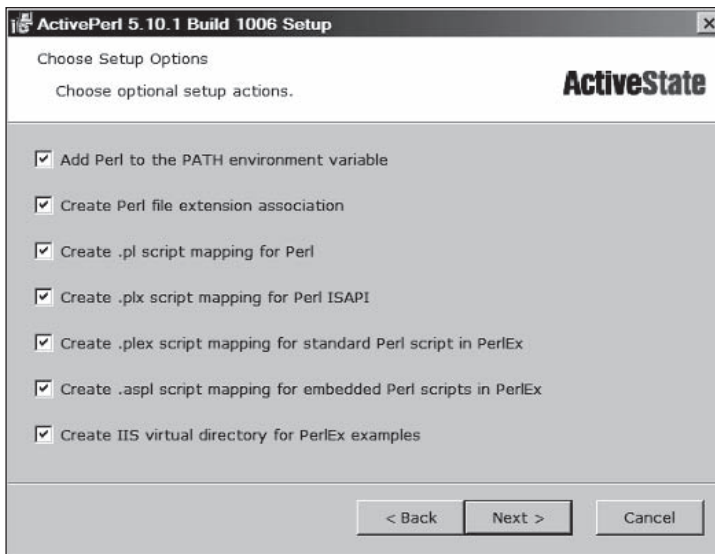 ActivePerl 5.10.1 Build 1006 Setup
Choose Setup Options
Choose optional setup actions.
ActiveState
Add Perl to the PATH environment variable
Create Perl file extension association
Create .pl script mapping for Perl
Create .plx script mapping for Perl ISAPI
Create .plex script mapping for standard Perl script in PerlEx
Create .aspl script mapping for embedded Perl scripts in PerlEx
Create IIS virtual directory for PerlEx examples
< Back
Next >
Cancel